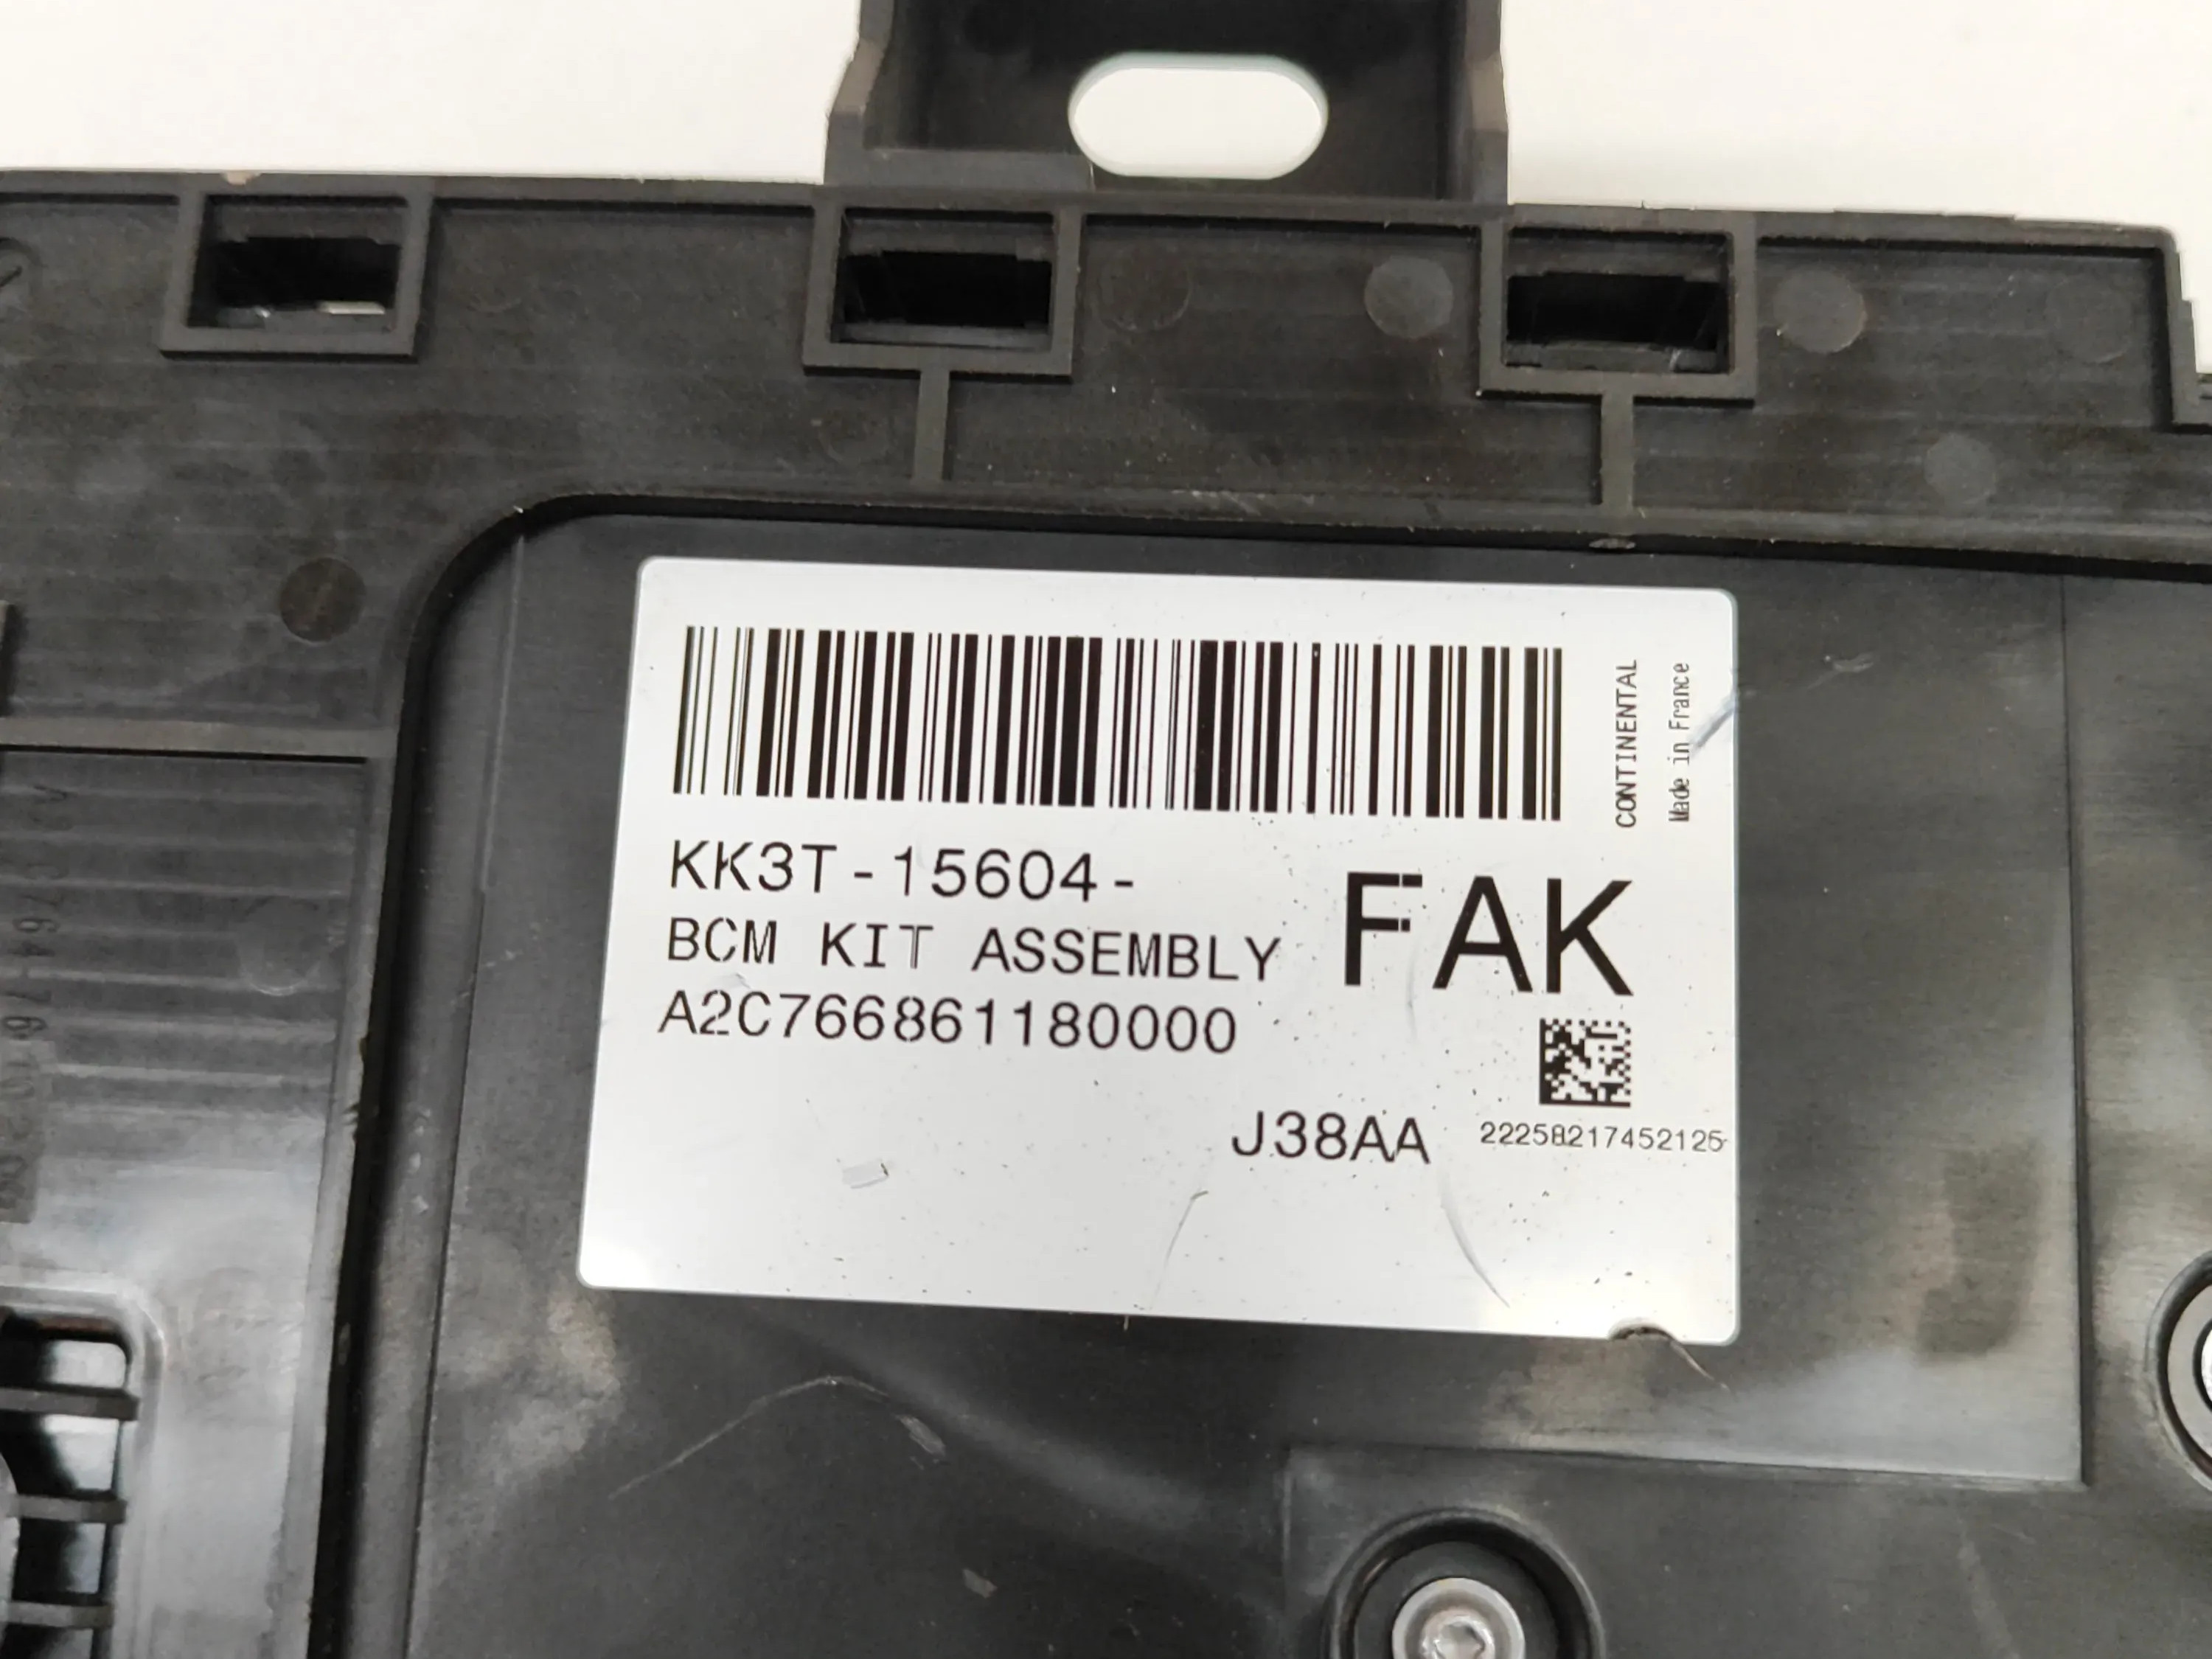 CONTINENTAL
Made in France
KK3T-15604-
FAK
BCM KIT ASSEMBLY
A2C766861180000
J38AA
22258217452125